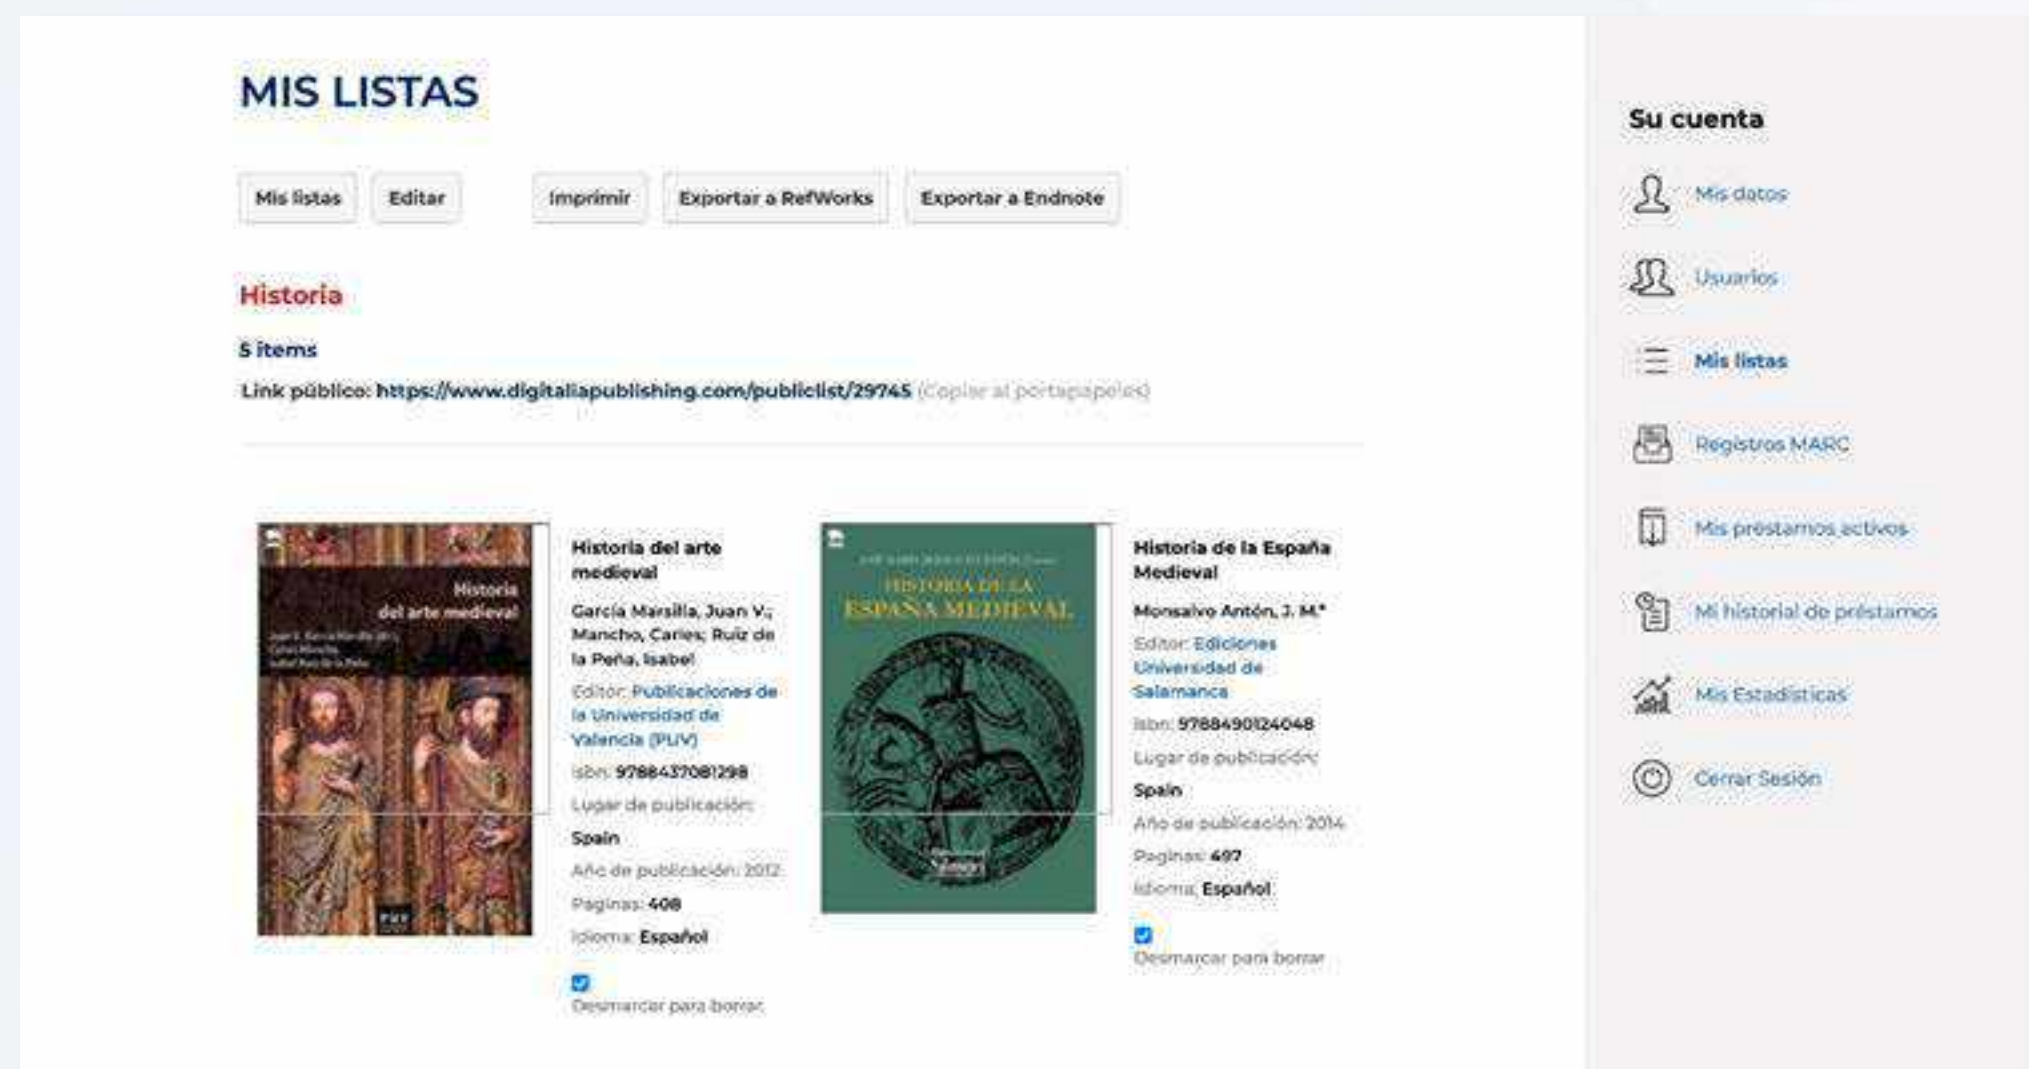 MIS LISTAS
Mis listas
Editar
Imprimir
Exportar a RefWorks
Exportar a Endnote
Historia
5 items
Link público: https://www.digitaliapublishing.com/publiclist/29745 (Copiar al portapapeles)
Historia
del arte medieval
Historia del arte
medieval
García Marsilla, Juan V.;
Mancho, Carles; Ruiz de
la Peña, Isabel
Editor: Publicaciones de
la Universidad de
Valencia (PUV)
Isbn: 9788437081298
Lugar de publicación:
Spain
Año de publicación: 2012
Paginas: 408
Idioma: Español
Desmarcar para borrar
PUV
HISTORIA DE LA
ESPAÑA MEDIEVAL
Historia de la España
Medieval
Monsalvo Antón, J. Mª
Editor: Ediciones
Universidad de
Salamanca
Isbn: 9788490124048
Lugar de publicación:
Spain
Año de publicación: 2014
Paginas: 497
Idioma: Español
Desmarcar para borrar
Su cuenta
Mis datos
Usuarios
Mis listas
Registros MARC
Mis préstamos activos
Mi historial de préstamos
Mis Estadísticas
Cerrar Sesión